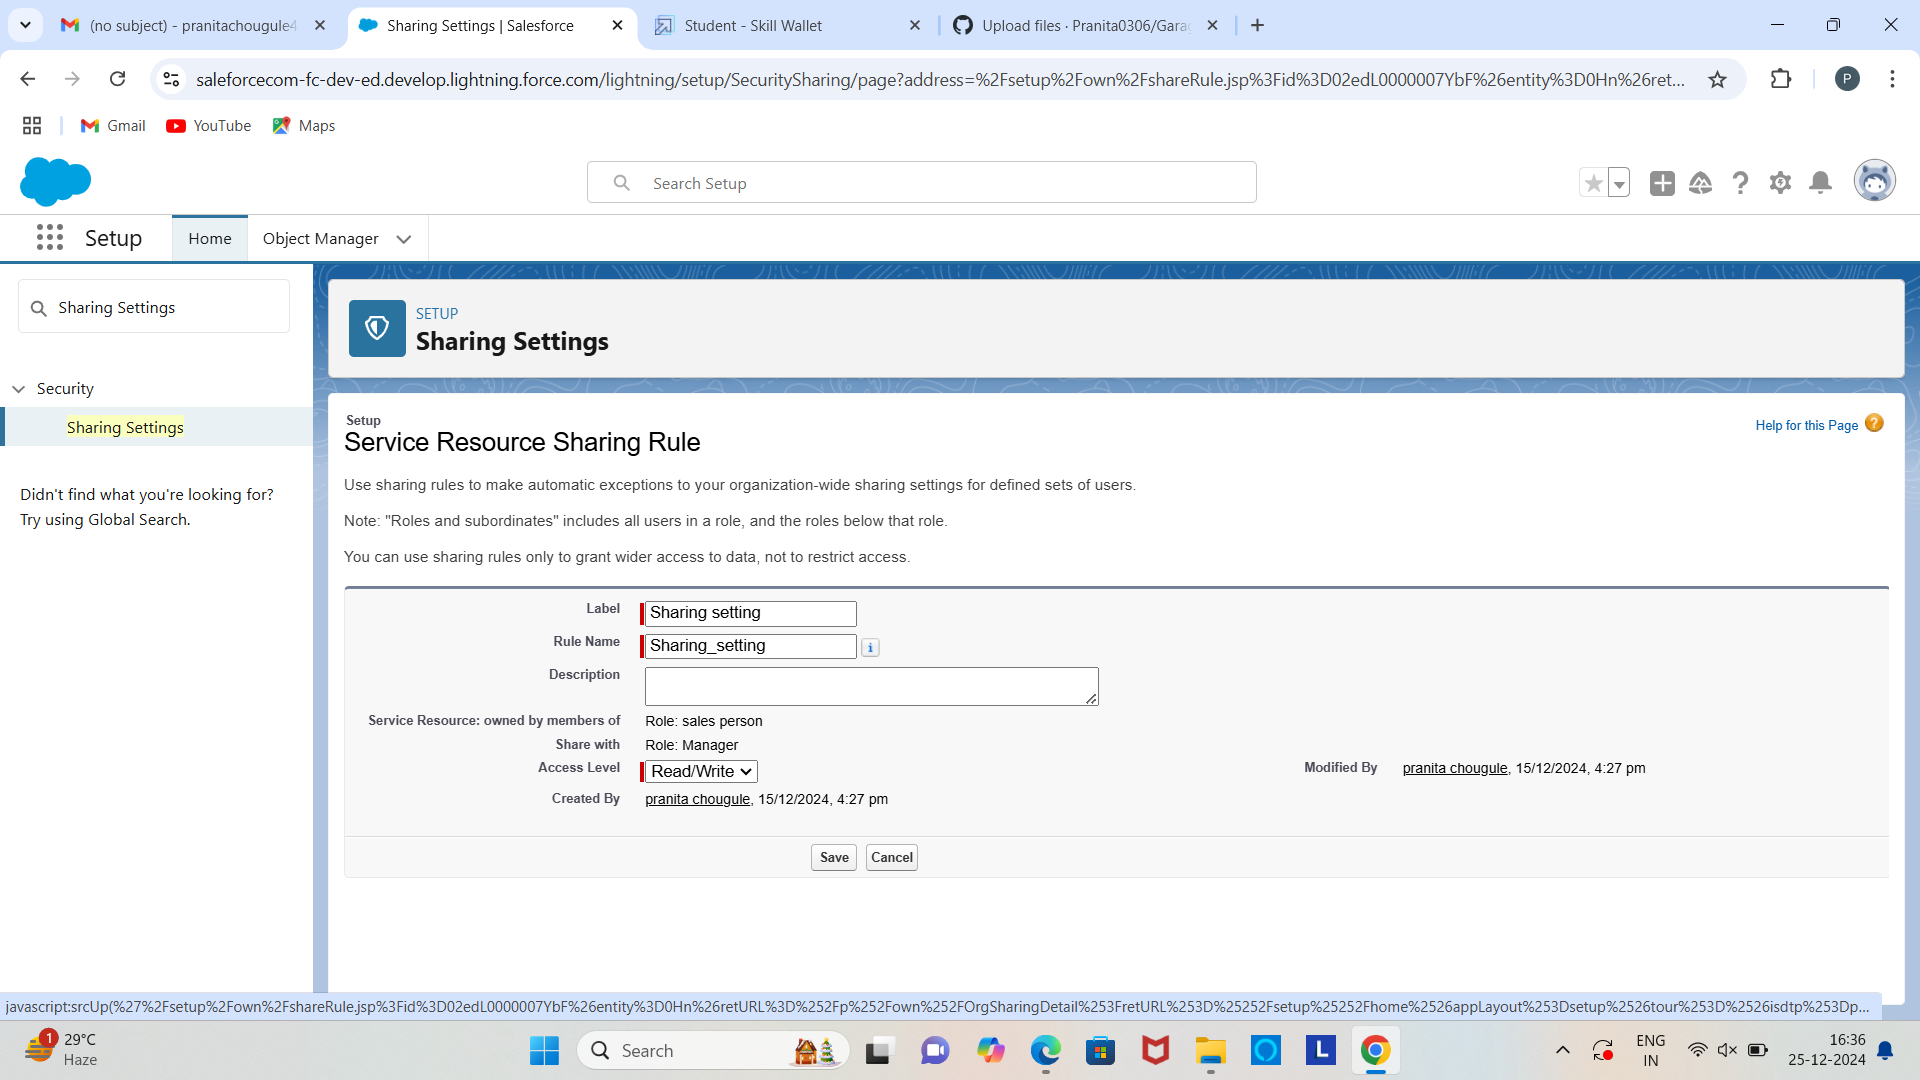 (no subject) - pranitachougule4
Sharing Settings | Salesforce
Student - Skill Wallet
Upload files · Pranita0306/Garag
saleforcecom-fc-dev-ed.develop.lightning.force.com/lightning/setup/SecuritySharing/page?address=%2Fsetup%2Fown%2FshareRule.jsp%3Fid%3D02edL0000007YbF%26entity%3D0Hn%26ret...
P
Gmail
YouTube
Maps
Search Setup
Setup
Home
Object Manager
Sharing Settings
Security
Sharing Settings
Didn't find what you're looking for?
Try using Global Search.
SETUP
Sharing Settings
Setup
Service Resource Sharing Rule
Help for this Page
Use sharing rules to make automatic exceptions to your organization-wide sharing settings for defined sets of users.
Note: "Roles and subordinates" includes all users in a role, and the roles below that role.
You can use sharing rules only to grant wider access to data, not to restrict access.
Label Sharing setting
Rule Name Sharing_setting i
Description
Service Resource: owned by members of Role: sales person
Share with Role: Manager
Access Level Read/Write Modified By pranita chougule, 15/12/2024, 4:27 pm
Created By pranita chougule, 15/12/2024, 4:27 pm
Save Cancel
javascript:srcUp(%27%2Fsetup%2Fown%2FshareRule.jsp%3Fid%3D02edL0000007YbF%26entity%3D0Hn%26retURL%3D%252Fp%252Fown%252FOrgSharingDetail%253FretURL%253D%25252Fsetup%25252Fhome%2526appLayout%253Dsetup%2526tour%253D%2526isdtp%253Dp...
1
29°C
Haze
Search
L
ENG
IN
16:36
25-12-2024